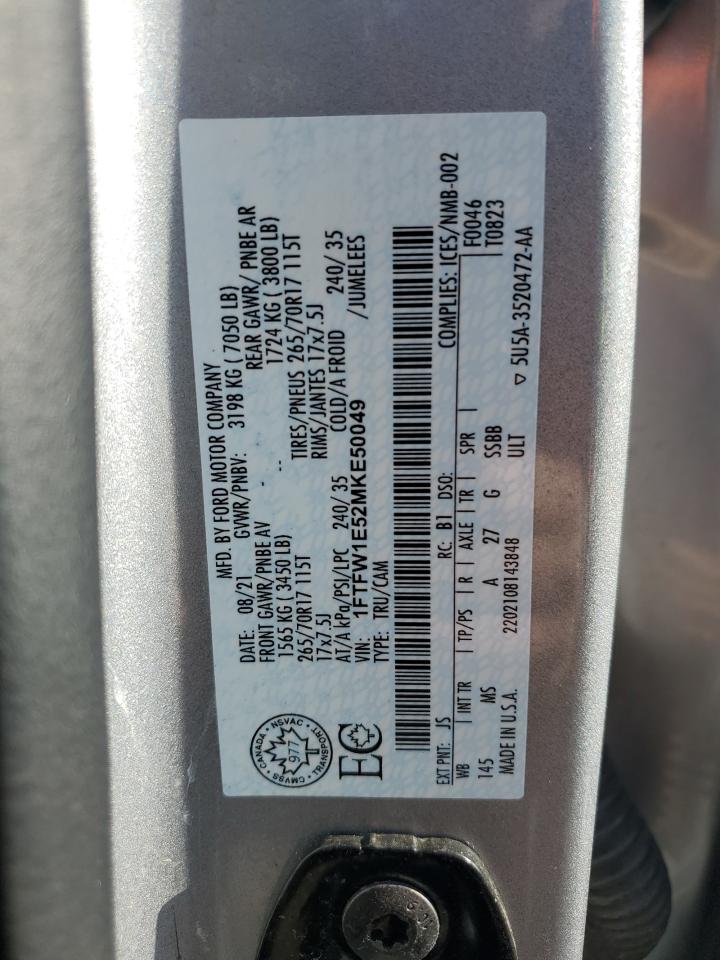 MFD. BY FORD MOTOR COMPANY
DATE: 08/21 GVWR/PNBV: 3198 KG ( 7050 LB)
FRONT GAWR/PNBE AV REAR GAWR/ PNBE AR
1565 KG ( 3450 LB) - -- 1724 KG ( 3800 LB)
265/70R17 115T TIRES/PNEUS 265/70R17 115T
17x7.5J RIMS/JANTES 17x7.5J
AT/A kPa/PSI/LPC 240/ 35 COLD/A FROID 240/ 35
VIN: 1FTFW1E52MKE50049 /JUMELEES
TYPE: TRU/CAM
CANADA • NSVAC • TRANSPORT • CMVSS •
977
EC
COMPLIES: ICES/NMB-002
EXT PNT: JS RC: B1 DSO: F0046
WB INT TR TP/PS R AXLE TR SPR T0823
145 MS A 27 G SSBB
2202108143848 ULT
MADE IN U.S.A. ▽ 5U5A-3520472-AA